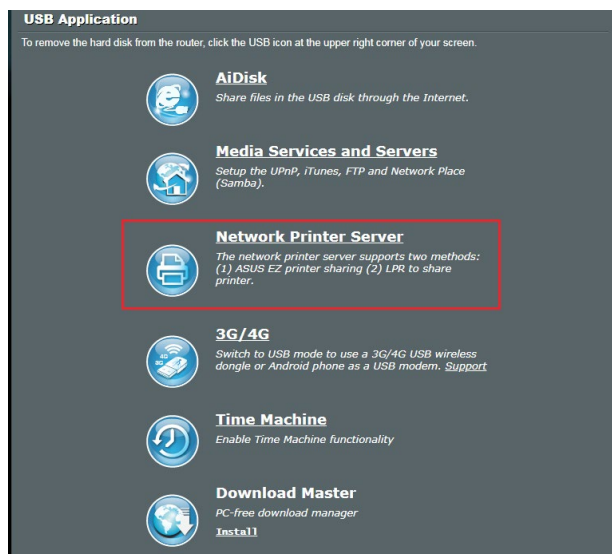 USB Application
To remove the hard disk from the router, click the USB icon at the upper right corner of your screen.
AiDisk
Share files in the USB disk through the Internet.
Media Services and Servers
Setup the UPnP, iTunes, FTP and Network Place
(Samba).
Network Printer Server
The network printer server supports two methods:
(1) ASUS EZ printer sharing (2) LPR to share
printer.
4G
3G
3G/4G
Switch to USB mode to use a 3G/4G USB wireless
dongle or Android phone as a USB modem. Support
Time Machine
Enable Time Machine functionality
Download Master
PC-free download manager
Install